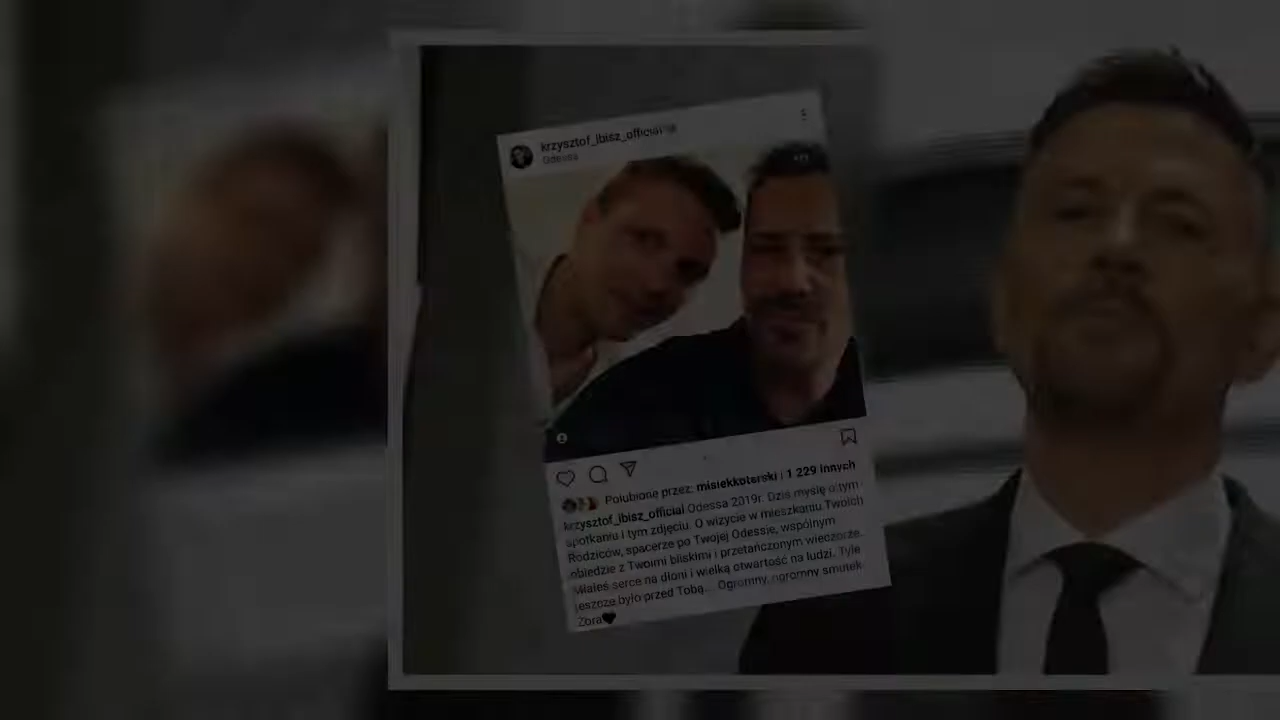 krzysztof_ibisz_official
Odessa
Polubione przez: misiekkoterski i 1 229 innych
krzysztof_ibisz_official Odessa 2019r. Dziś myślę o tym
spotkaniu i tym zdjęciu. O wizycie w mieszkaniu Twoich
Rodziców, spacerze po Twojej Odessie, wspólnym
obiedzie z Twoimi bliskimi i przetańczonym wieczorze.
Miałeś serce na dłoni i wielką otwartość na ludzi. Tyle
jeszcze było przed Tobą... Ogromny, ogromny smutek
Żora🖤